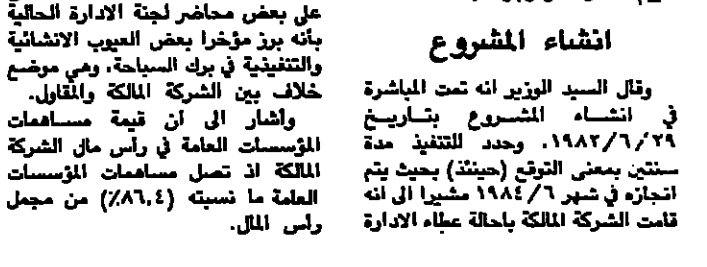 انشاء المشروع
وقال السيد الوزير انه تمت المباشرة
في انشاء المشروع بتاريخ
٢٩/٦/١٩٨٢. وحدد للتنفيذ مدة
سنتين بمعنى التوقع (حينئذ) بحيث يتم
انجازه في شهر ٦/١٩٨٤ مشيرا الى انه
قامت الشركة المالكة باحالة عطاء الادارة
على بعض محاضر لجنة الادارة الحالية
بأنه برز مؤخرا بعض العيوب الانشائية
والتنفيذية في برك السباحة، وهي موضع
خلاف بين الشركة المالكة والمقاول.
وأشار الى ان قيمة مساهمات
المؤسسات العامة في رأس مال الشركة
المالكة اذ تصل مساهمات المؤسسات
العامة ما نسبته (٨٦,٤٪) من مجمل
رأس المال.